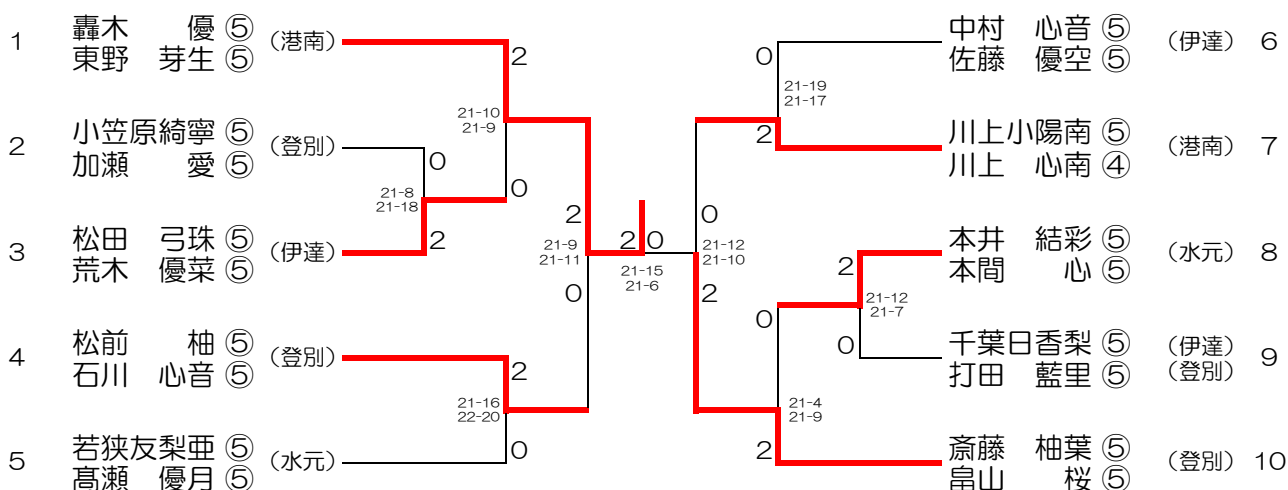 1
轟木　　優 ⑤
東野　芽生 ⑤
（港南）
2
小笠原綺寧 ⑤
加瀬　　愛 ⑤
（登別）
3
松田　弓珠 ⑤
荒木　優菜 ⑤
（伊達）
4
松前　　柚 ⑤
石川　心音 ⑤
（登別）
5
若狭友梨亜 ⑤
髙瀬　優月 ⑤
（水元）
2
21-10
21-9
0
0
21-8
21-18
2
2
21-9
21-11
0
2
21-16
22-20
0
2 0
21-15
21-6
0
21-19
21-17
2
0
21-12
21-10
2
2
21-12
21-7
0
0
21-4
21-9
2
中村　心音 ⑤
佐藤　優空 ⑤
（伊達）
6
川上小陽南 ⑤
川上　心南 ④
（港南）
7
本井　結彩 ⑤
本間　　心 ⑤
（水元）
8
千葉日香梨 ⑤
打田　藍里 ⑤
（伊達）
（登別）
9
斎藤　柚葉 ⑤
畠山　　桜 ⑤
（登別）
10